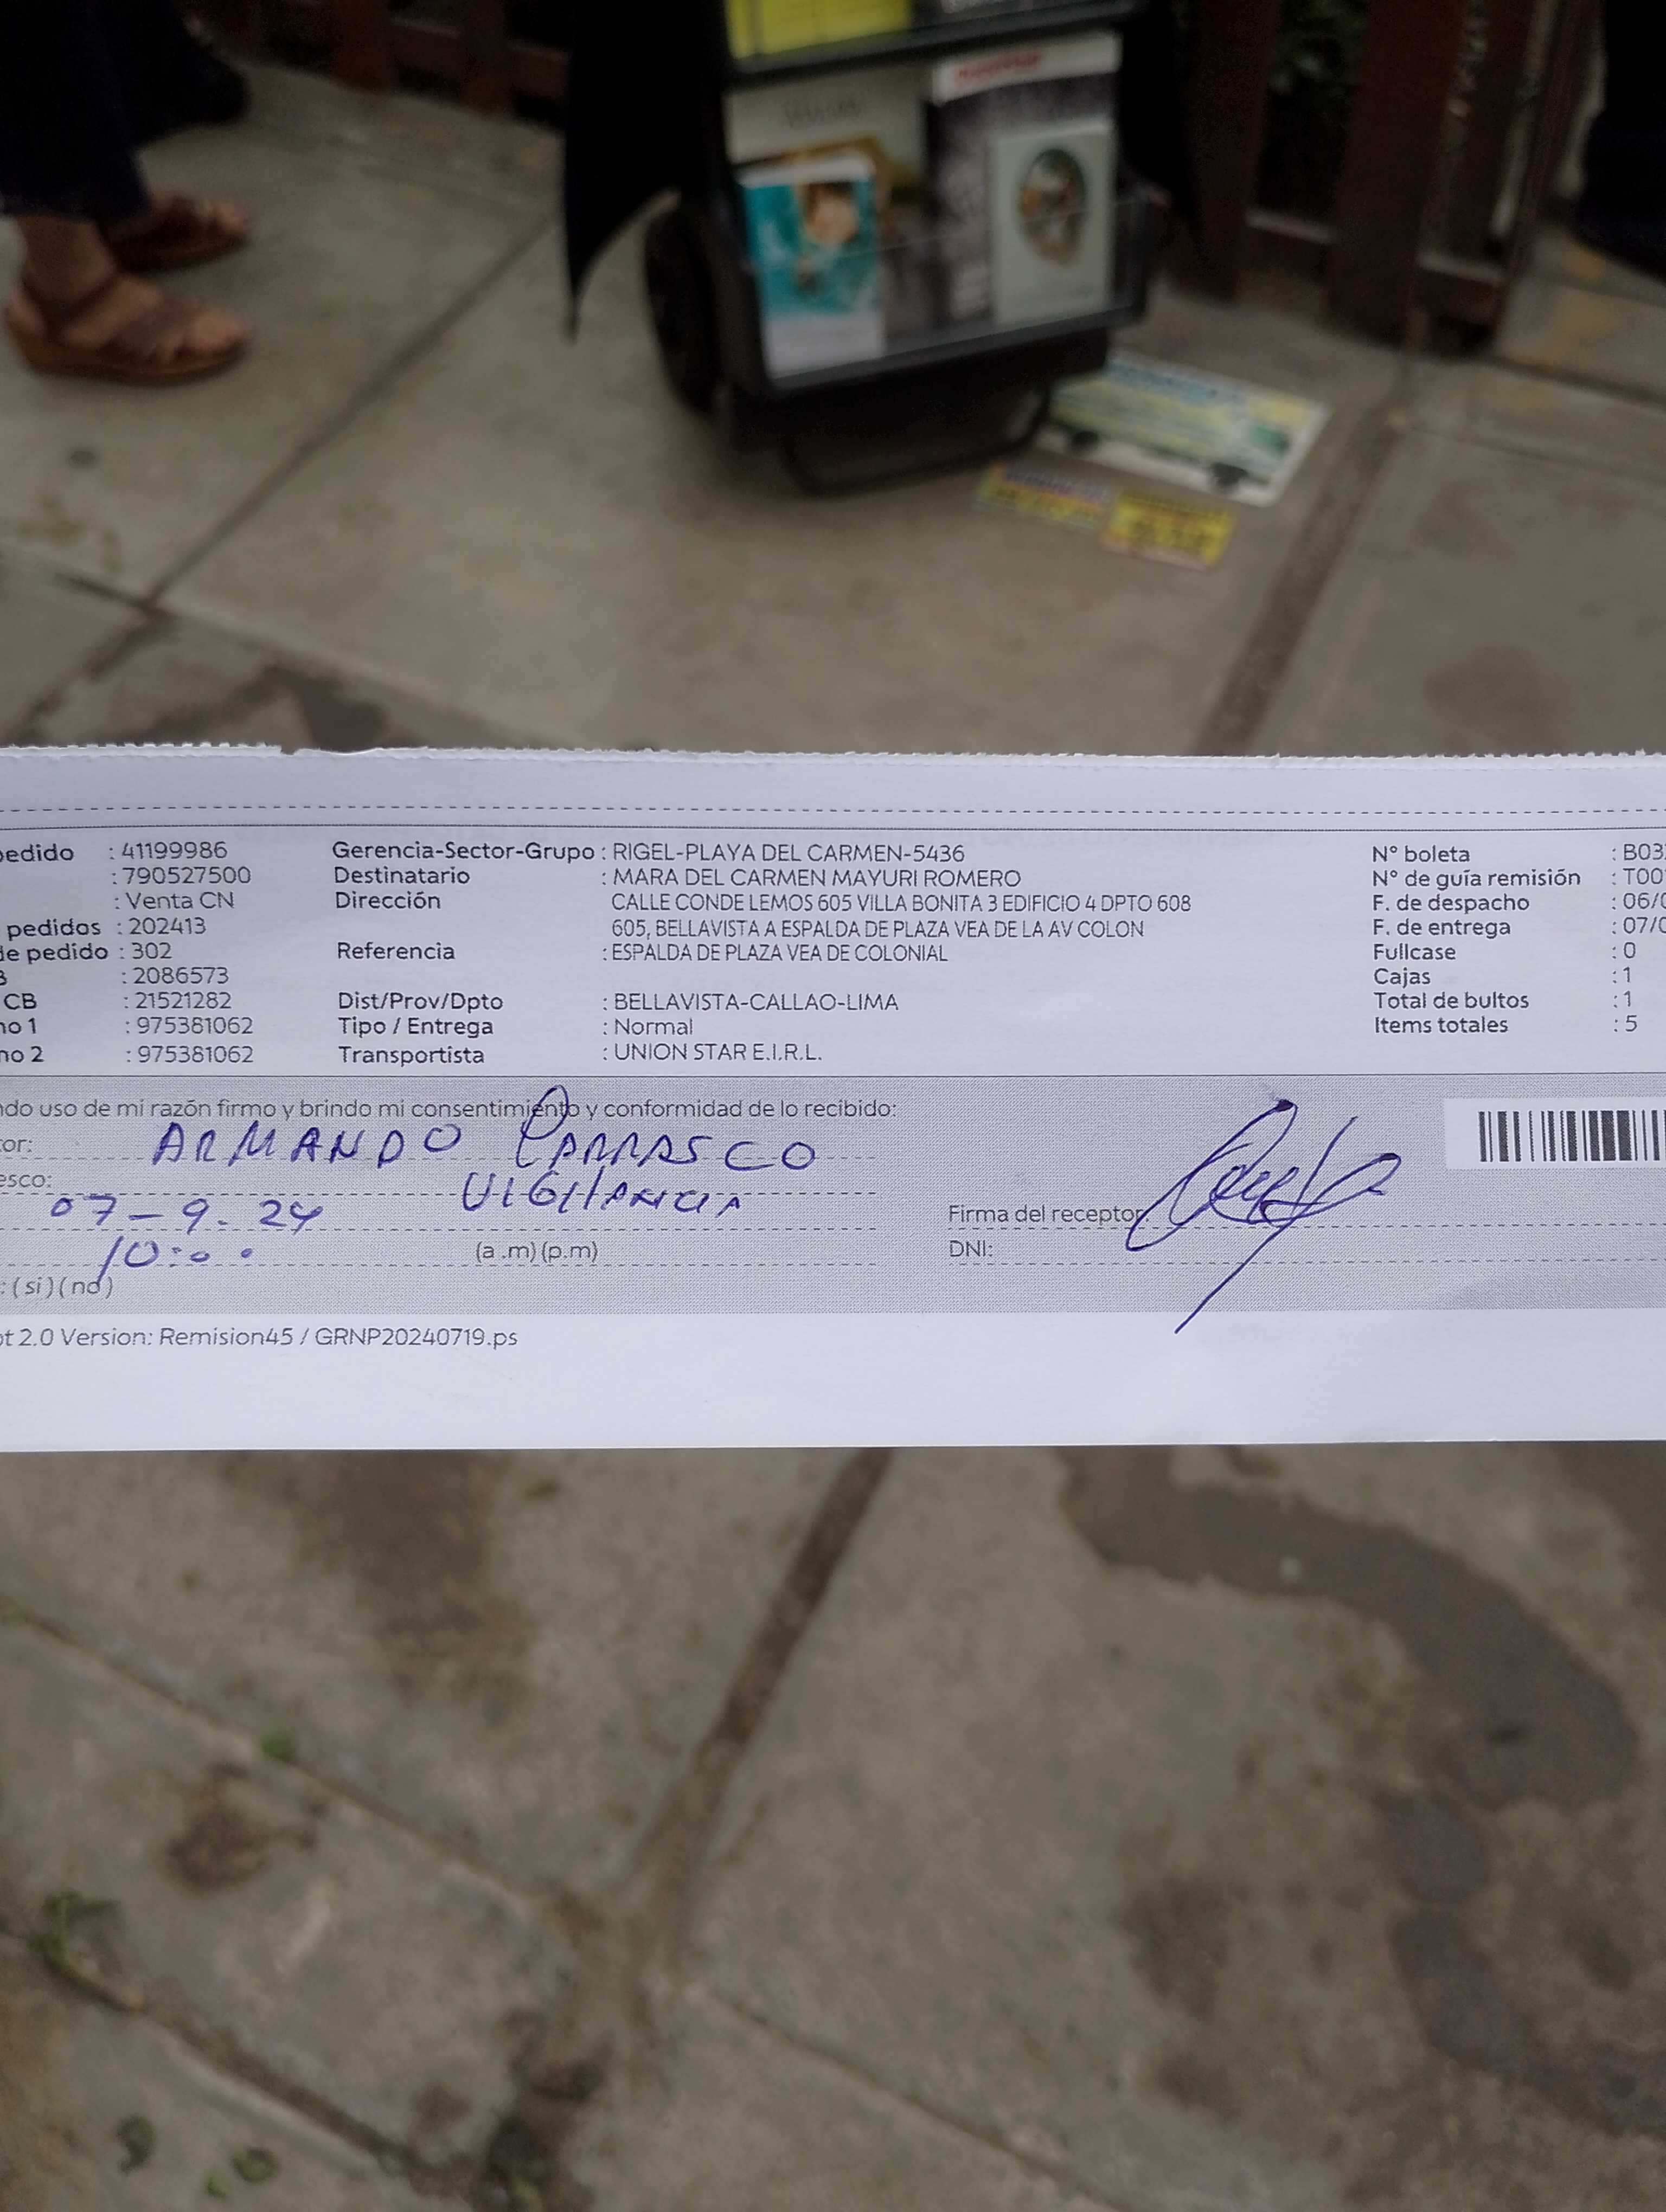 pedido : 41199986 Gerencia-Sector-Grupo : RIGEL-PLAYA DEL CARMEN-5436 N° boleta : B03
: 790527500 Destinatario : MARA DEL CARMEN MAYURI ROMERO N° de guía remisión : T00
: Venta CN Dirección CALLE CONDE LEMOS 605 VILLA BONITA 3 EDIFICIO 4 DPTO 608 F. de despacho : 06/0
pedidos : 202413 605, BELLAVISTA A ESPALDA DE PLAZA VEA DE LA AV COLON F. de entrega : 07/0
de pedido : 302 Referencia : ESPALDA DE PLAZA VEA DE COLONIAL Fullcase : 0
: 2086573 Cajas : 1
CB : 21521282 Dist/Prov/Dpto : BELLAVISTA-CALLAO-LIMA Total de bultos : 1
no 1 : 975381062 Tipo / Entrega : Normal Items totales : 5
no 2 : 975381062 Transportista : UNION STAR E.I.R.L.
ndo uso de mi razón firmo y brindo mi consentimiento y conformidad de lo recibido:
tor: ARMANDO CARRASCO
esco: VIGILANCIA
07-9-24 Firma del receptor:
10:00 (a.m) (p.m) DNI:
: (si) (no)
pt 2.0 Version: Remision45 / GRNP20240719.ps